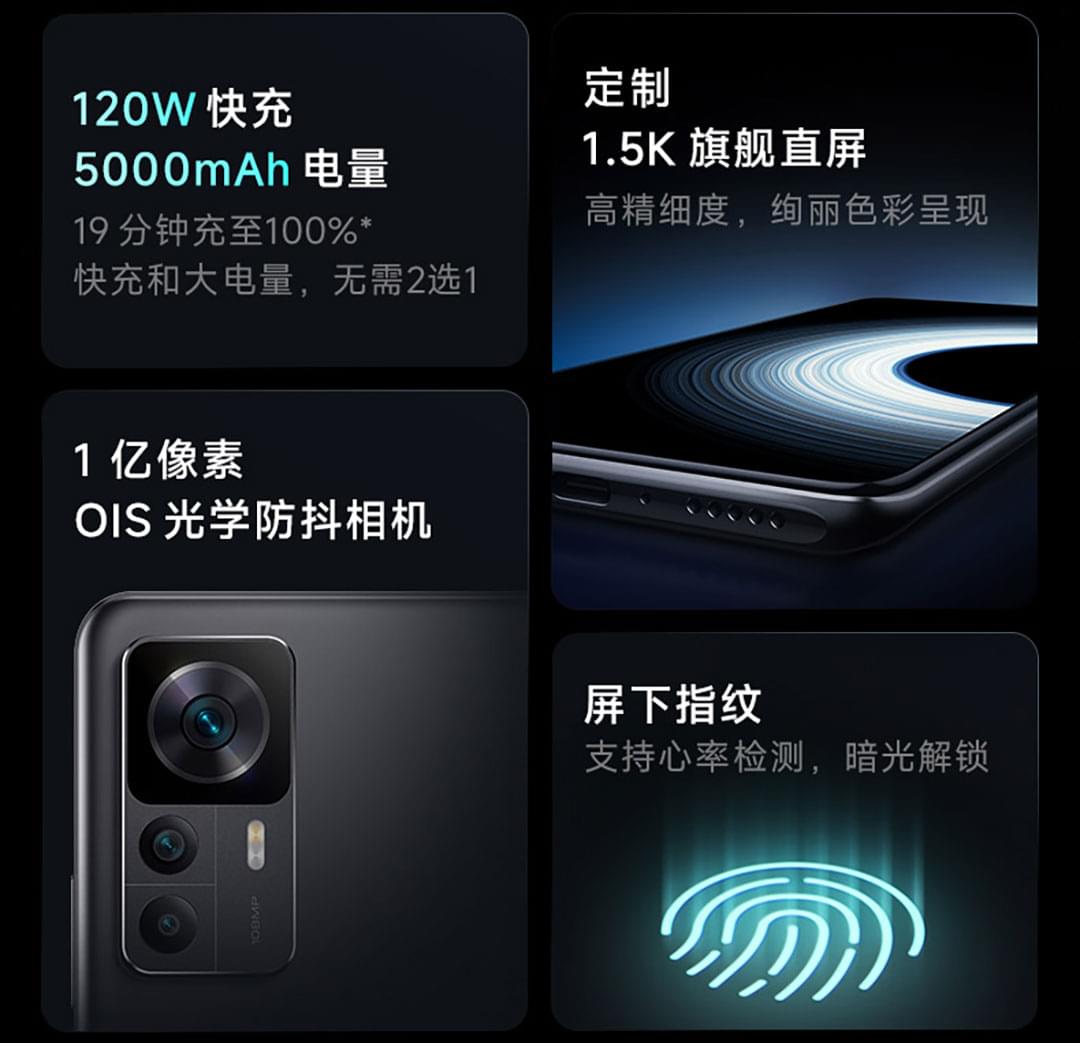 120W 快充
5000mAh 电量
19 分钟充至100%*
快充和大电量，无需2选1
定制
1.5K 旗舰直屏
高精细度，绚丽色彩呈现
1 亿像素
OIS 光学防抖相机
108MP
屏下指纹
支持心率检测，暗光解锁